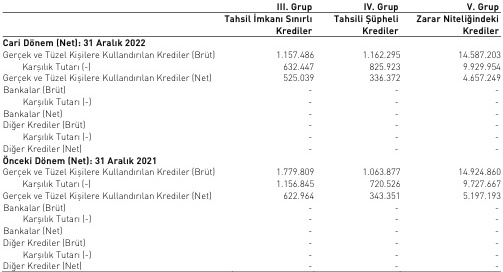 III. Grup IV. Grup V. Grup
Tahsil İmkanı Sınırlı Tahsili Şüpheli Zarar Niteliğindeki
Krediler Krediler Krediler
Cari Dönem (Net): 31 Aralık 2022
Gerçek ve Tüzel Kişilere Kullandırılan Krediler (Brüt) 1.157.486 1.162.295 14.587.203
Karşılık Tutarı (-) 632.447 825.923 9.929.954
Gerçek ve Tüzel Kişilere Kullandırılan Krediler (Net) 525.039 336.372 4.657.249
Bankalar (Brüt) - - -
Karşılık Tutarı (-) - - -
Bankalar (Net) - - -
Diğer Krediler (Brüt) - - -
Karşılık Tutarı (-) - - -
Diğer Krediler (Net) - - -
Önceki Dönem (Net): 31 Aralık 2021
Gerçek ve Tüzel Kişilere Kullandırılan Krediler (Brüt) 1.779.809 1.063.877 14.924.860
Karşılık Tutarı (-) 1.156.845 720.526 9.727.667
Gerçek ve Tüzel Kişilere Kullandırılan Krediler (Net) 622.964 343.351 5.197.193
Bankalar (Brüt) - - -
Karşılık Tutarı (-) - - -
Bankalar (Net) - - -
Diğer Krediler (Brüt) - - -
Karşılık Tutarı (-) - - -
Diğer Krediler (Net) - - -